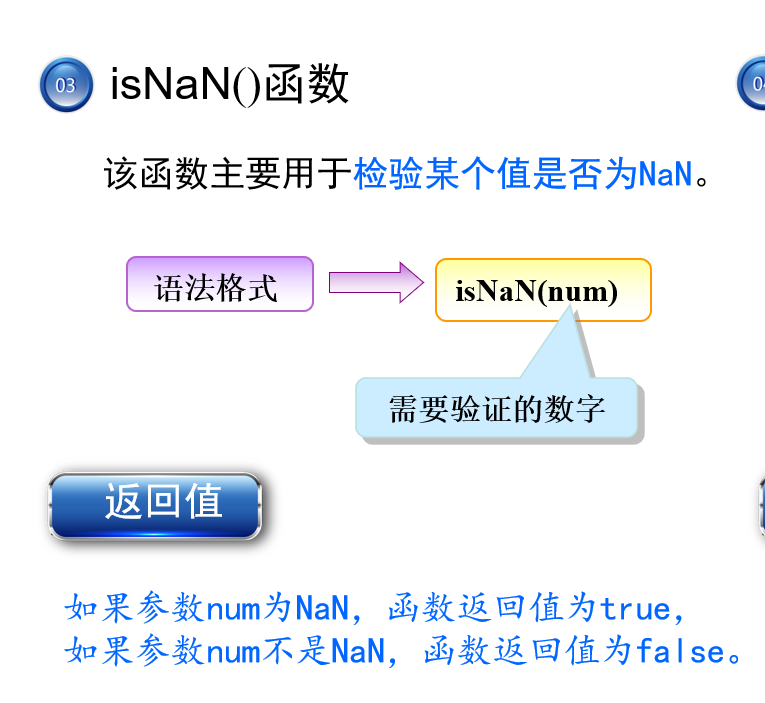 03 isNaN()函数
该函数主要用于检验某个值是否为NaN。
语法格式
isNaN(num)
需要验证的数字
返回值
如果参数num为NaN，函数返回值为true，
如果参数num不是NaN，函数返回值为false。